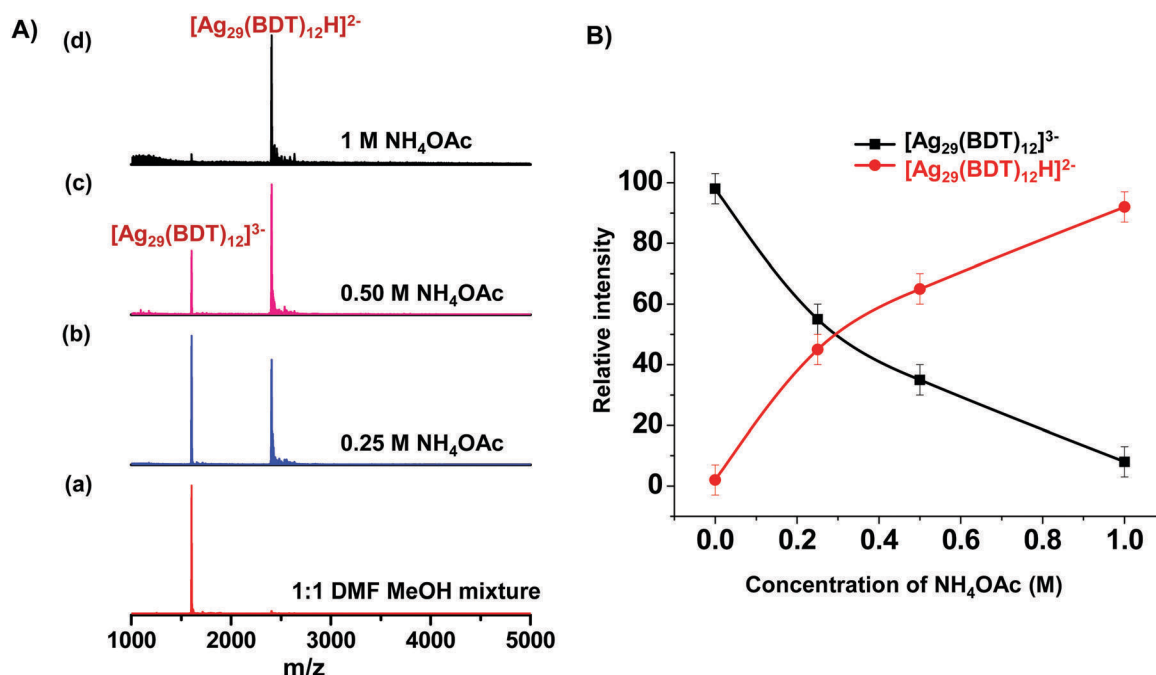 A)
(d)
[Ag₂₉(BDT)₁₂H]²⁻
1 M NH₄OAc
(c)
[Ag₂₉(BDT)₁₂]³⁻
0.50 M NH₄OAc
(b)
0.25 M NH₄OAc
(a)
1:1 DMF MeOH mixture
1000 2000 3000 4000 5000
m/z
B)
[Ag₂₉(BDT)₁₂]³⁻
[Ag₂₉(BDT)₁₂H]²⁻
Relative intensity
100
80
60
40
20
0
0.0 0.2 0.4 0.6 0.8 1.0
Concentration of NH₄OAc (M)